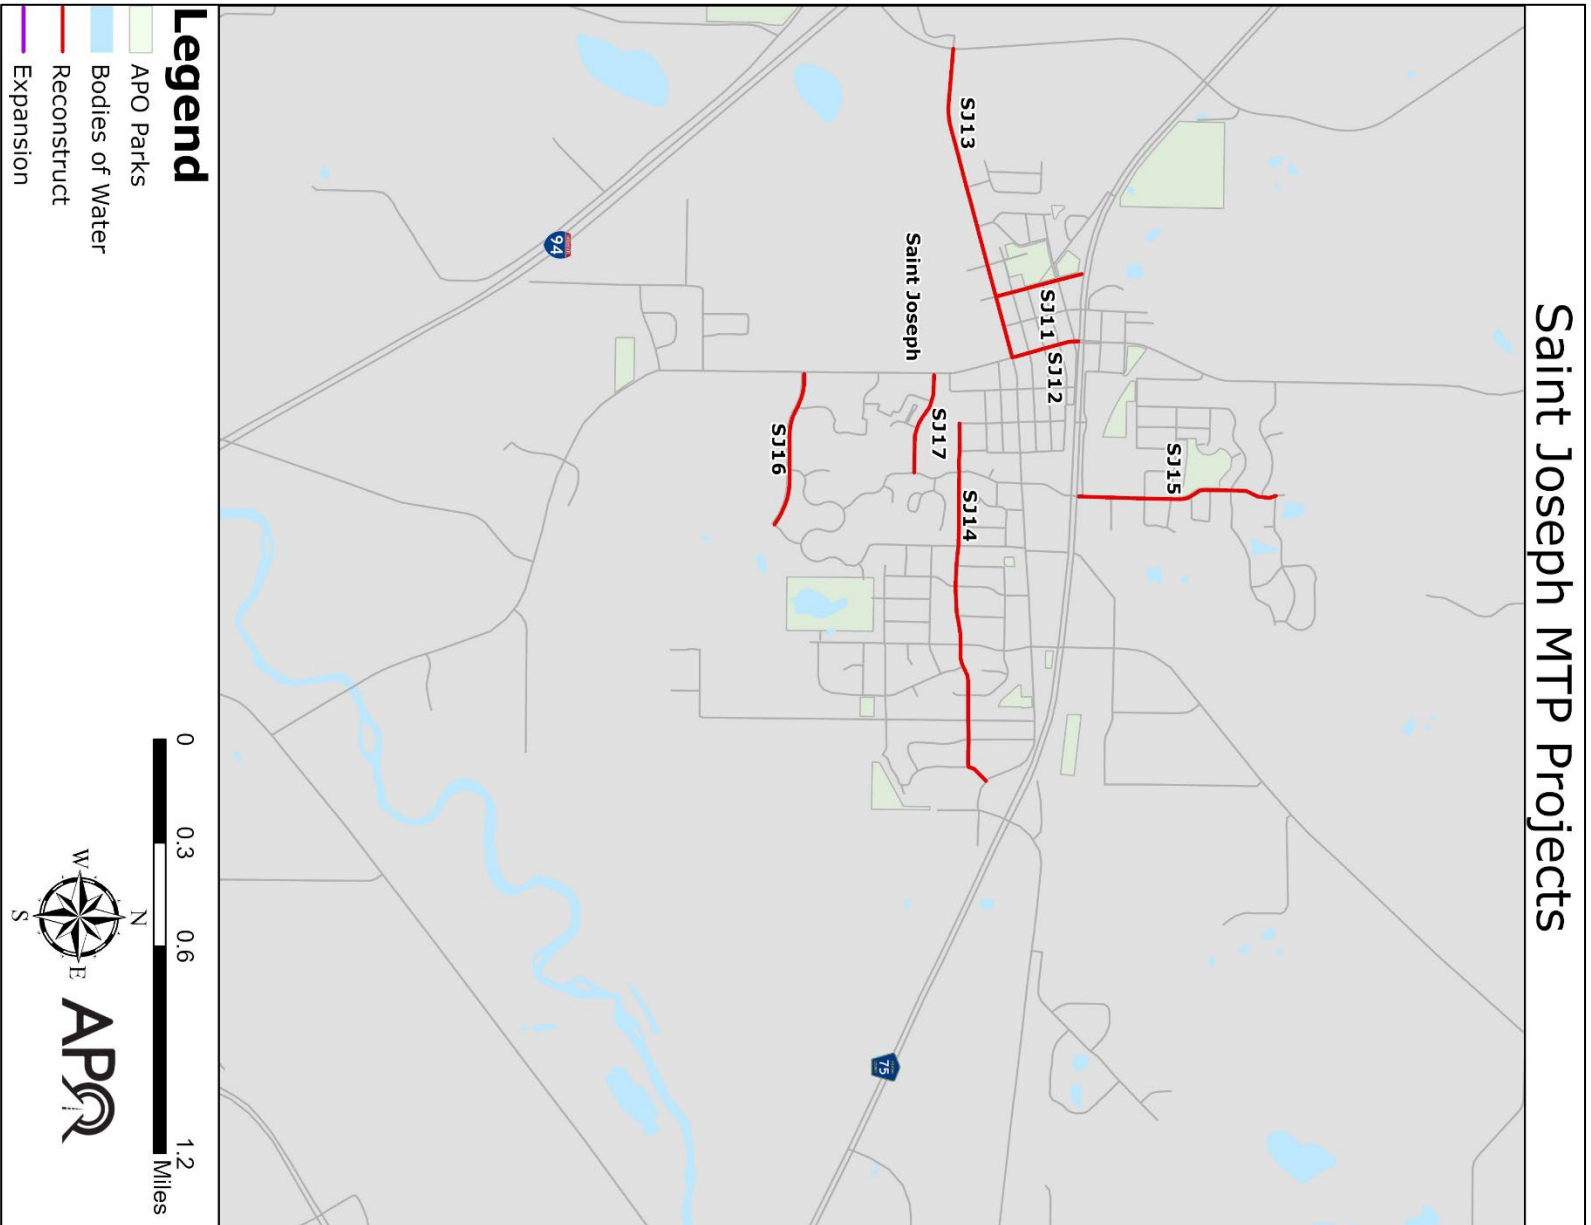 Saint Joseph MTP Projects
SJ15
SJ11
SJ12
SJ13
SJ14
SJ17
Saint Joseph
75
SJ16
94
Legend
APO Parks
Bodies of Water
Reconstruct
Expansion
0 0.3 0.6 1.2
Miles
N
W E
S
APO